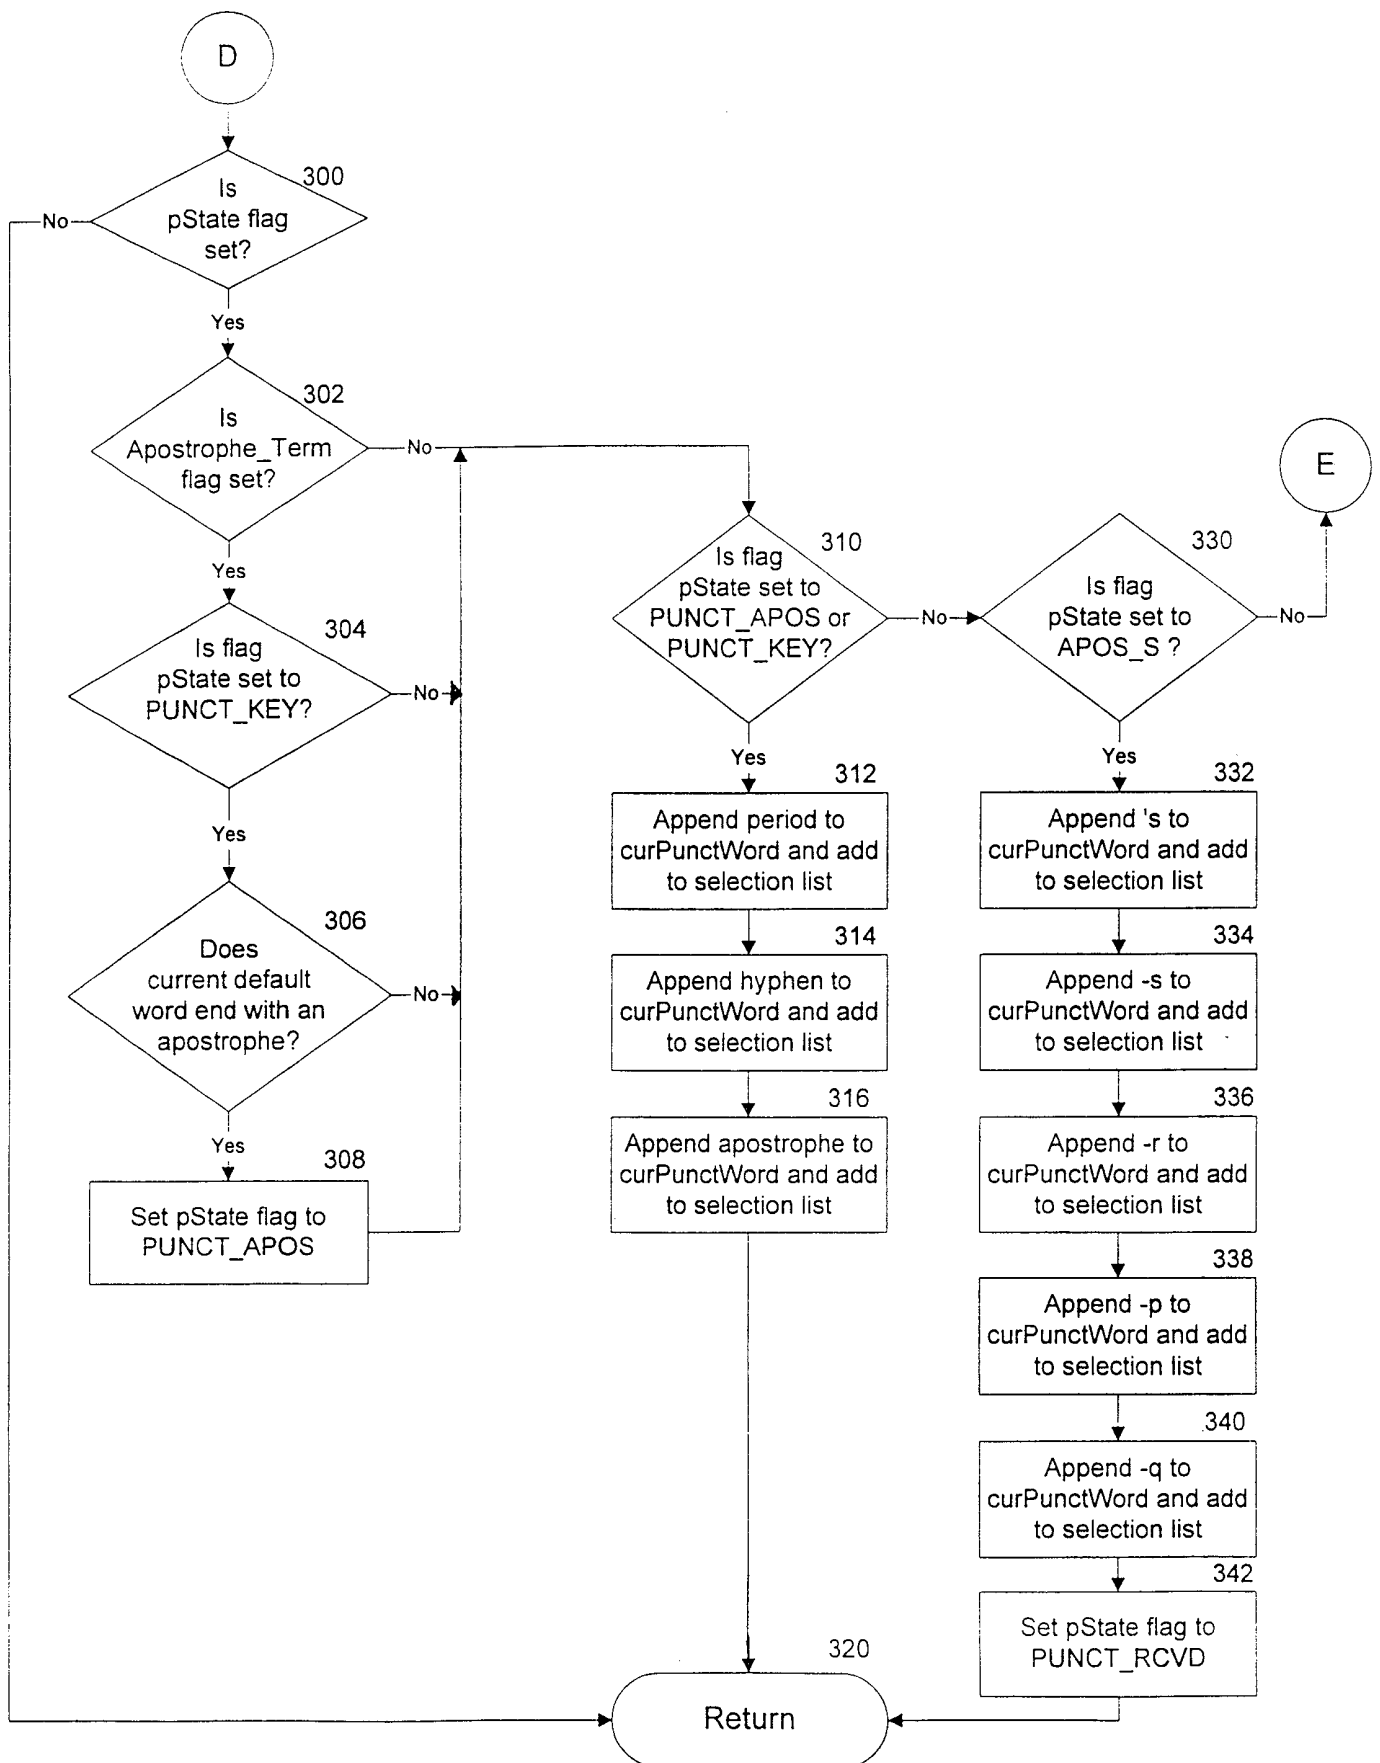 D
300
Is
pState flag
set?
No
Yes
302
Is
Apostrophe_Term
flag set?
No
Yes
304
Is flag
pState set to
PUNCT_KEY?
No
Yes
306
Does
current default
word end with an
apostrophe?
No
Yes
308
Set pState flag to
PUNCT_APOS
310
Is flag
pState set to
PUNCT_APOS or
PUNCT_KEY?
No
Yes
312
Append period to
curPunctWord and add
to selection list
314
Append hyphen to
curPunctWord and add
to selection list
316
Append apostrophe to
curPunctWord and add
to selection list
320
Return
330
Is flag
pState set to
APOS_S ?
No
E
Yes
332
Append 's to
curPunctWord and add
to selection list
334
Append -s to
curPunctWord and add
to selection list
336
Append -r to
curPunctWord and add
to selection list
338
Append -p to
curPunctWord and add
to selection list
340
Append -q to
curPunctWord and add
to selection list
342
Set pState flag to
PUNCT_RCVD